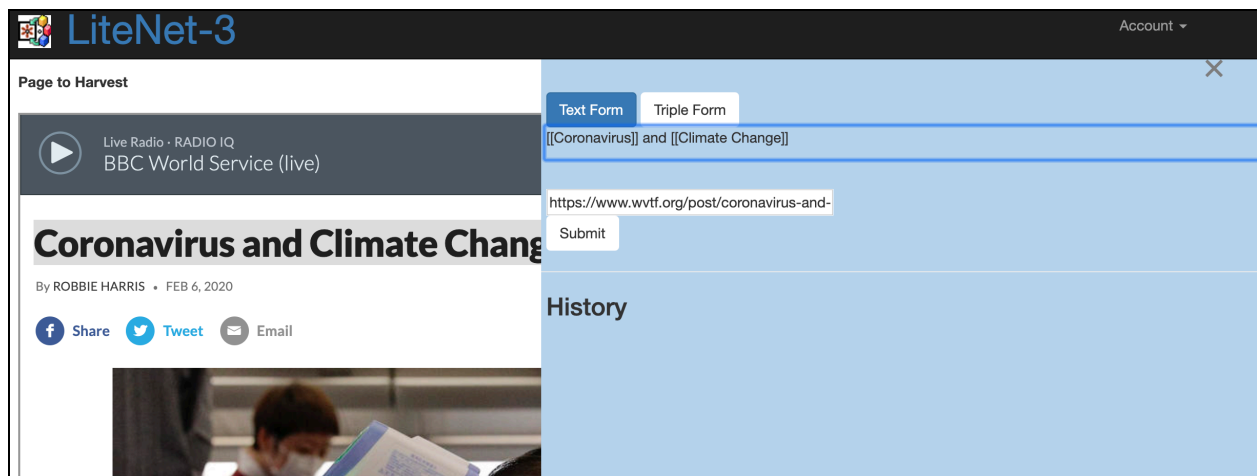 LiteNet-3
Account
Page to Harvest
Live Radio · RADIO IQ
BBC World Service (live)
Coronavirus and Climate Chang
By ROBBIE HARRIS • FEB 6, 2020
Share Tweet Email
×
Text Form Triple Form
[[Coronavirus]] and [[Climate Change]]
https://www.wvtf.org/post/coronavirus-and-
Submit
History